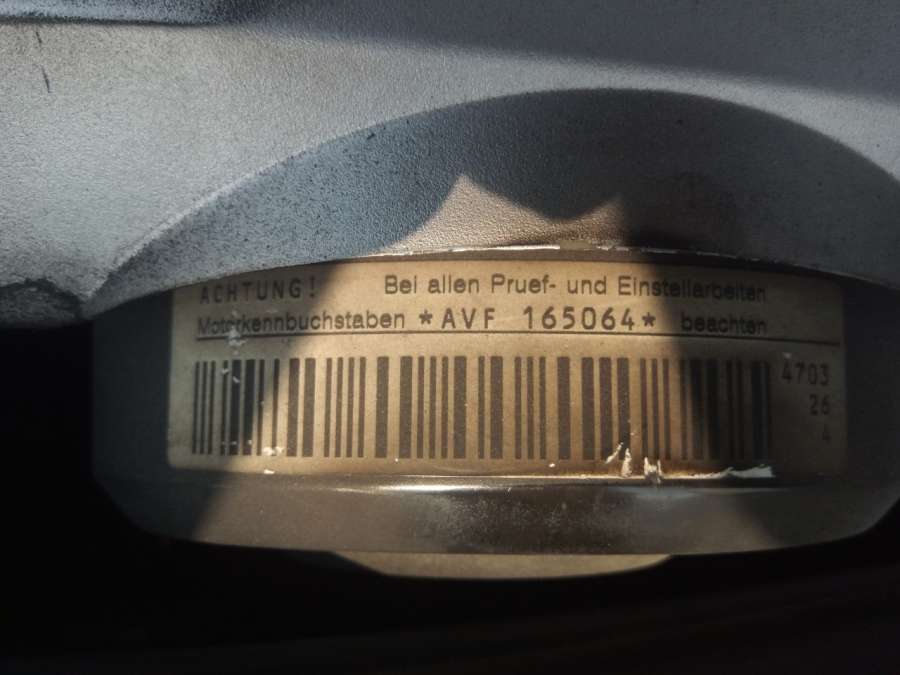 ACHTUNG! Bei allen Pruef- und Einstellarbeiten
Motorkennbuchstaben *AVF 165064* beachten
4703
26
4